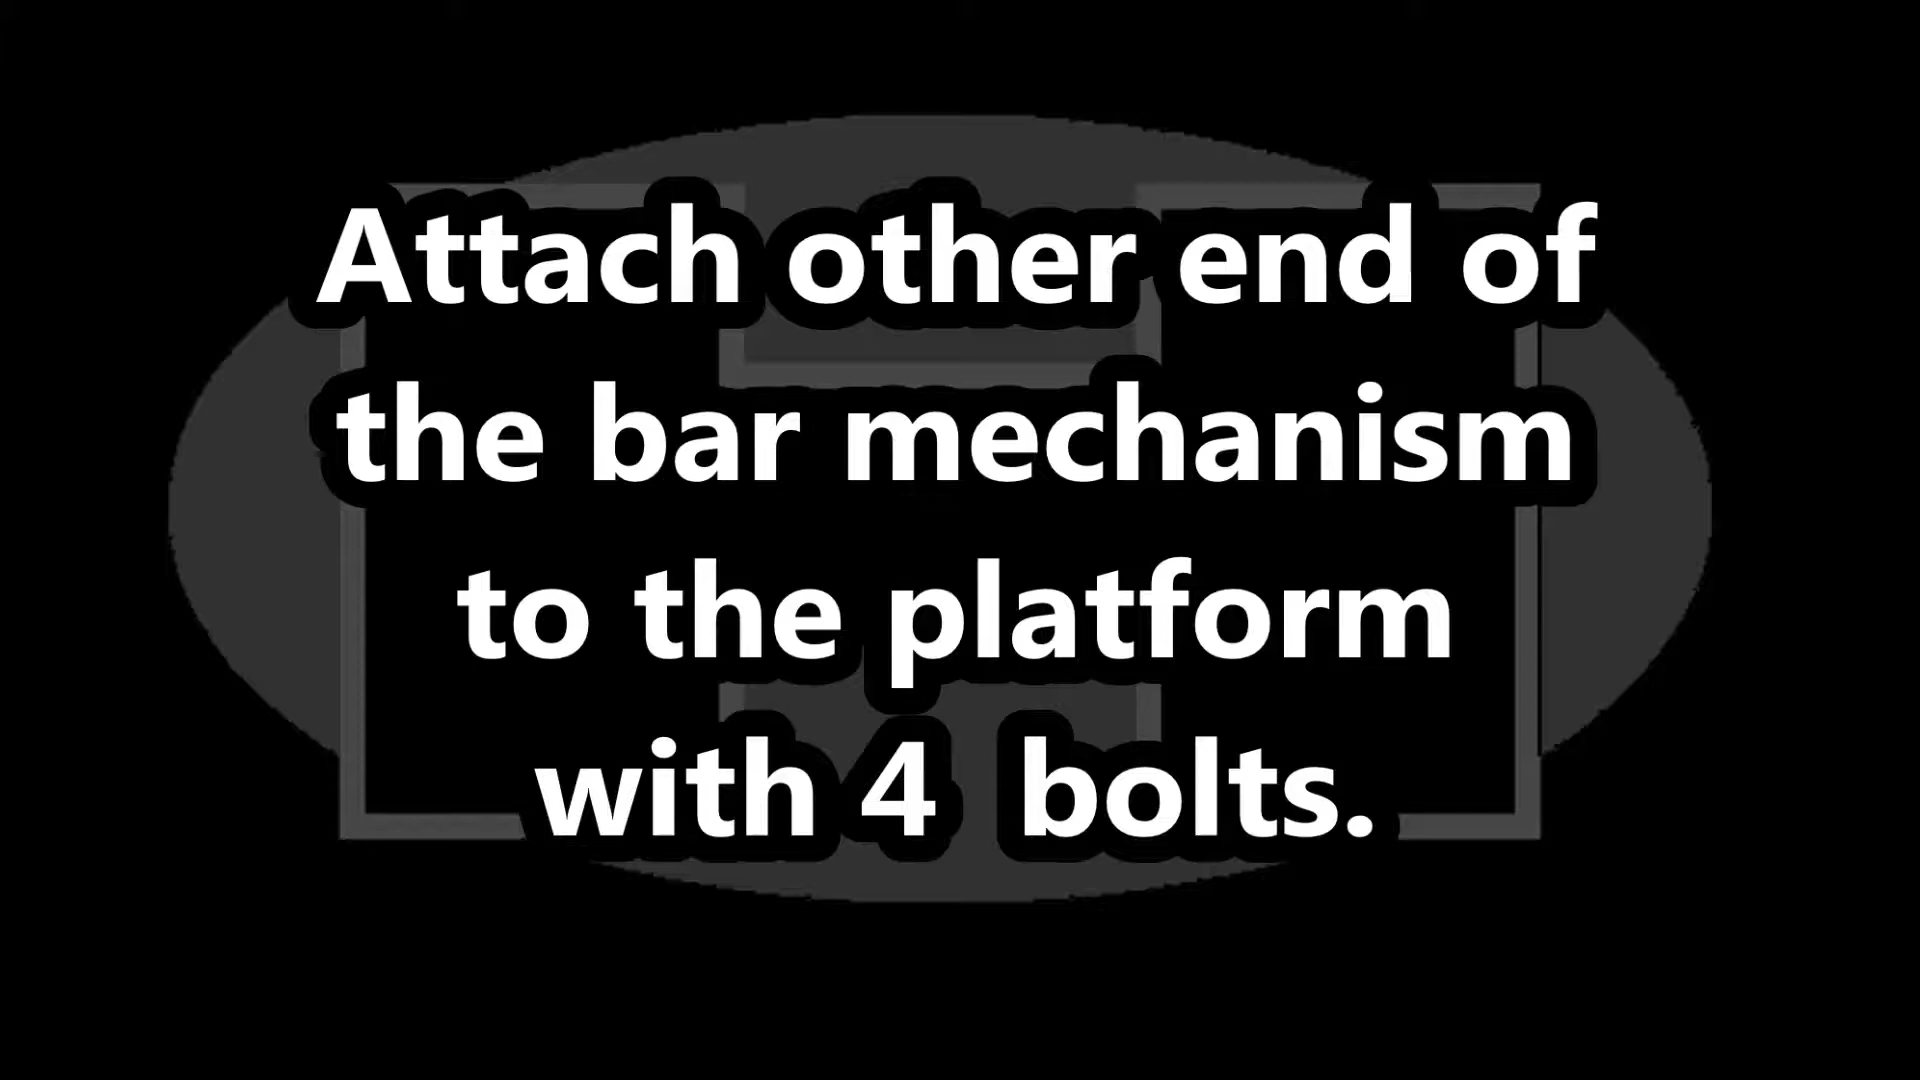 Attach other end of
the bar mechanism
to the platform
with 4  bolts.